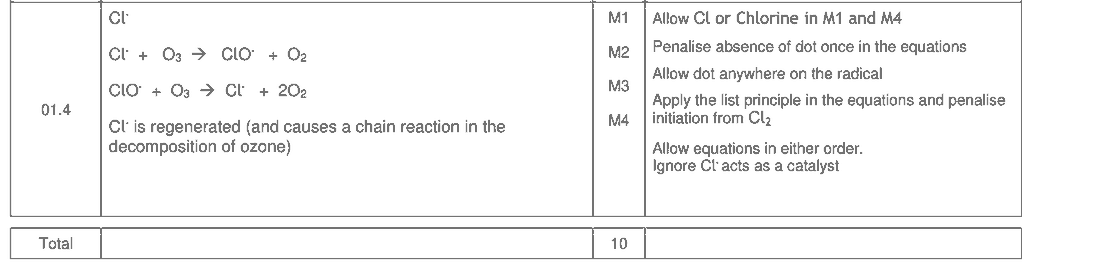 01.4
Cl•
Cl• + O₃ → ClO• + O₂
ClO• + O₃ → Cl• + 2O₂
Cl• is regenerated (and causes a chain reaction in the
decomposition of ozone)
M1
M2
M3
M4
Allow Cl or Chlorine in M1 and M4
Penalise absence of dot once in the equations
Allow dot anywhere on the radical
Apply the list principle in the equations and penalise
initiation from Cl₂
Allow equations in either order.
Ignore Cl• acts as a catalyst
Total
10